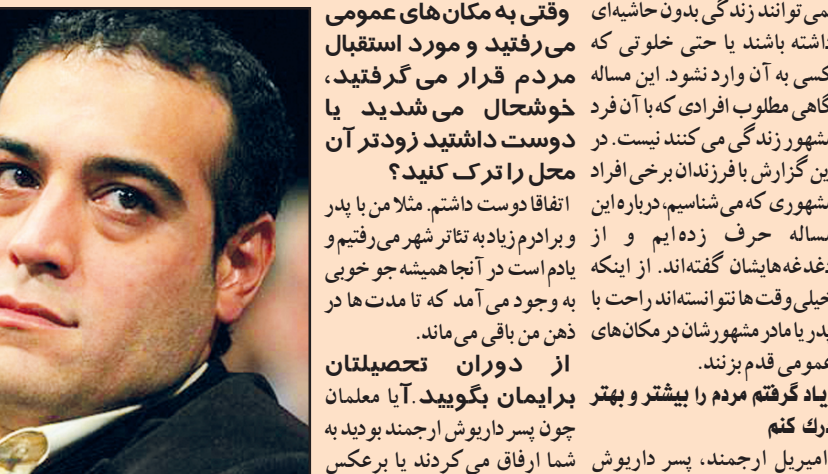 نمی‌توانند زندگی بدون حاشیه‌ای
داشته باشند یا حتی خلوتی که
کسی به آن وارد نشود. این مساله
گاهی مطلوب افرادی که با آن فرد
مشهور زندگی می‌کنند نیست. در
این گزارش با فرزندان برخی افراد
مشهوری که می‌شناسیم، درباره این
مساله حرف زده‌ایم و از
دغدغه‌هایشان گفته‌اند. از اینکه
خیلی وقت‌ها نتوانسته‌اند راحت با
پدر یا مادر مشهورشان در مکان‌های
عمومی قدم بزنند.
یاد گرفتم مردم را بیشتر و بهتر
درك کنم
امیریل ارجمند، پسر داریوش
وقتی به مکان‌های عمومی
می‌رفتید و مورد استقبال
مردم قرار می‌گرفتید،
خوشحال می‌شدید یا
دوست داشتید زودتر آن
محل را ترک کنید؟
اتفاقا دوست داشتم. مثلا من با پدر
و برادرم زیاد به تئاتر شهر می‌رفتیم و
یادم است در آنجا همیشه جو خوبی
به وجود می‌آمد که تا مدت‌ها در
ذهن من باقی می‌ماند.
از دوران تحصیلتان
برایمان بگویید. آیا معلمان
چون پسر داریوش ارجمند بودید به
شما ارفاق می‌کردند یا برعکس